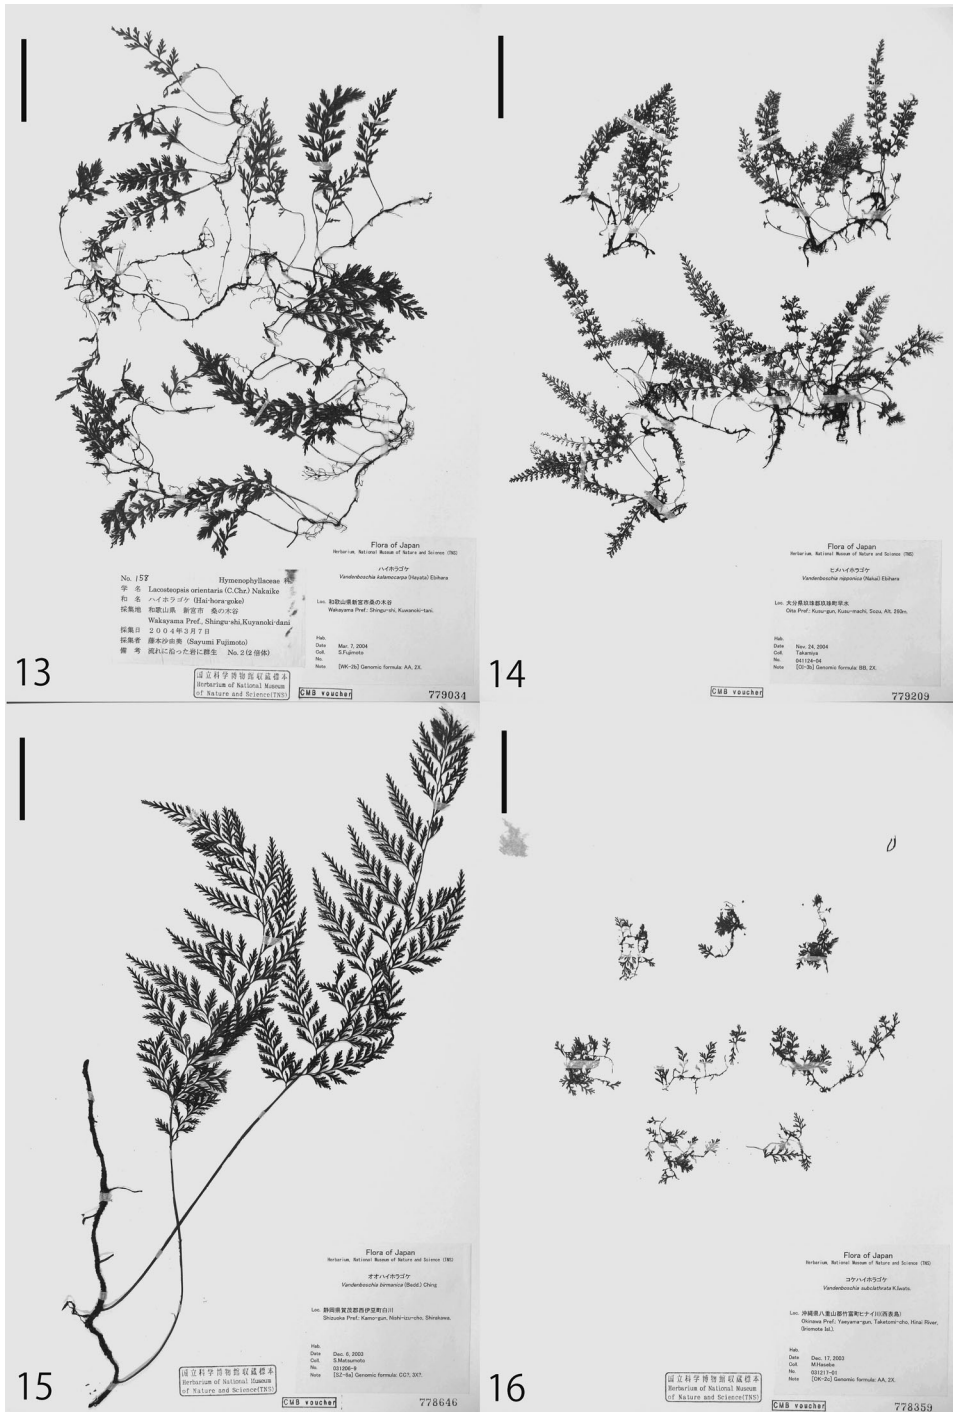 Flora of Japan
Herbarium, National Museum of Nature and Science (TNS)
ハイホラゴケ
Vandenboschia kalamocarpa (Hayata) Ebihara
Loc. 和歌山県新宮市桑の木谷
Wakayama Pref.: Shingu-shi, Kuwanoki-tani.
Hab.
Date Mar. 7, 2004
Coll. S.Fujimoto
No.
Note [WK-2b] Genomic formula: AA, 2X.
No. 158 Hymenophyllaceae 科
学 名 Lacosteopsis orientaris (C.Chr.) Nakaike
和 名 ハイホラゴケ (Hai-hora-goke)
採集地 和歌山県 新宮市 桑の木谷
Wakayama Pref., Shingu-shi, Kuyanoki-dani
採集日 2004年3月7日
採集者 藤本沙由美 (Sayumi Fujimoto)
備 考 流れに沿った岩に群生 No.2 (2倍体)
13
国立科学博物館収蔵標本
Herbarium of National Museum
of Nature and Science(TNS)
CMB voucher
779034
Flora of Japan
Herbarium, National Museum of Nature and Science (TNS)
ヒメハイホラゴケ
Vandenboschia nipponica (Nakai) Ebihara
Loc. 大分県玖珠郡玖珠町早水
Oita Pref.: Kusu-gun, Kusu-machi, Sozu, Alt. 290m.
Hab.
Date Nov. 24, 2004
Coll. Takamiya
No. 041124-04
Note [OI-3b] Genomic formula: BB, 2X.
14
CMB voucher
779209
Flora of Japan
Herbarium, National Museum of Nature and Science (TNS)
オオハイホラゴケ
Vandenboschia birmanica (Bedd.) Ching
Loc. 静岡県賀茂郡西伊豆町白川
Shizuoka Pref.: Kamo-gun, Nishi-izu-cho, Shirakawa.
Hab.
Date Dec. 6, 2003
Coll. S.Matsumoto
No. 031206-9
Note [SZ-8a] Genomic formula: CC?, 3X?.
15
国立科学博物館収蔵標本
Herbarium of National Museum
of Nature and Science(TNS)
CMB voucher
778646
Flora of Japan
Herbarium, National Museum of Nature and Science (TNS)
コケハイホラゴケ
Vandenboschia subclathrata K.Iwats.
Loc. 沖縄県八重山郡竹富町ヒナイ川(西表島)
Okinawa Pref.: Yaeyama-gun, Taketomi-cho, Hinai River, (Iriomote Isl.).
Hab.
Date Dec. 17, 2003
Coll. M.Hasebe
No. 031217-01
Note [OK-2c] Genomic formula: AA, 2X.
16
国立科学博物館収蔵標本
Herbarium of National Museum
of Nature and Science(TNS)
CMB voucher
778359